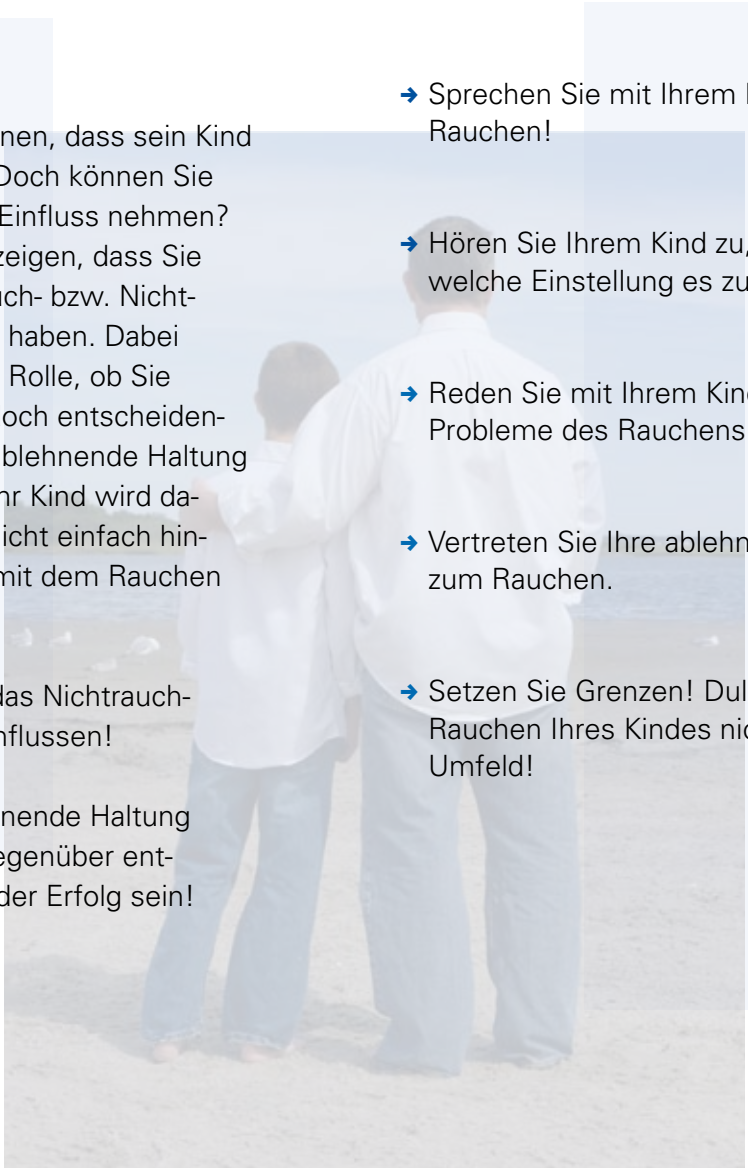 nen, dass sein Kind
Doch können Sie
Einfluss nehmen?
zeigen, dass Sie
uch- bzw. Nicht-
haben. Dabei
Rolle, ob Sie
och entscheiden-
blehnende Haltung
hr Kind wird da-
icht einfach hin-
mit dem Rauchen
das Nichtrauch-
nflussen!
nende Haltung
egenüber ent-
der Erfolg sein!
→ Sprechen Sie mit Ihrem
Rauchen!
→ Hören Sie Ihrem Kind zu,
welche Einstellung es zu
→ Reden Sie mit Ihrem Kind
Probleme des Rauchens
→ Vertreten Sie Ihre ablehn
zum Rauchen.
→ Setzen Sie Grenzen! Dul
Rauchen Ihres Kindes nic
Umfeld!